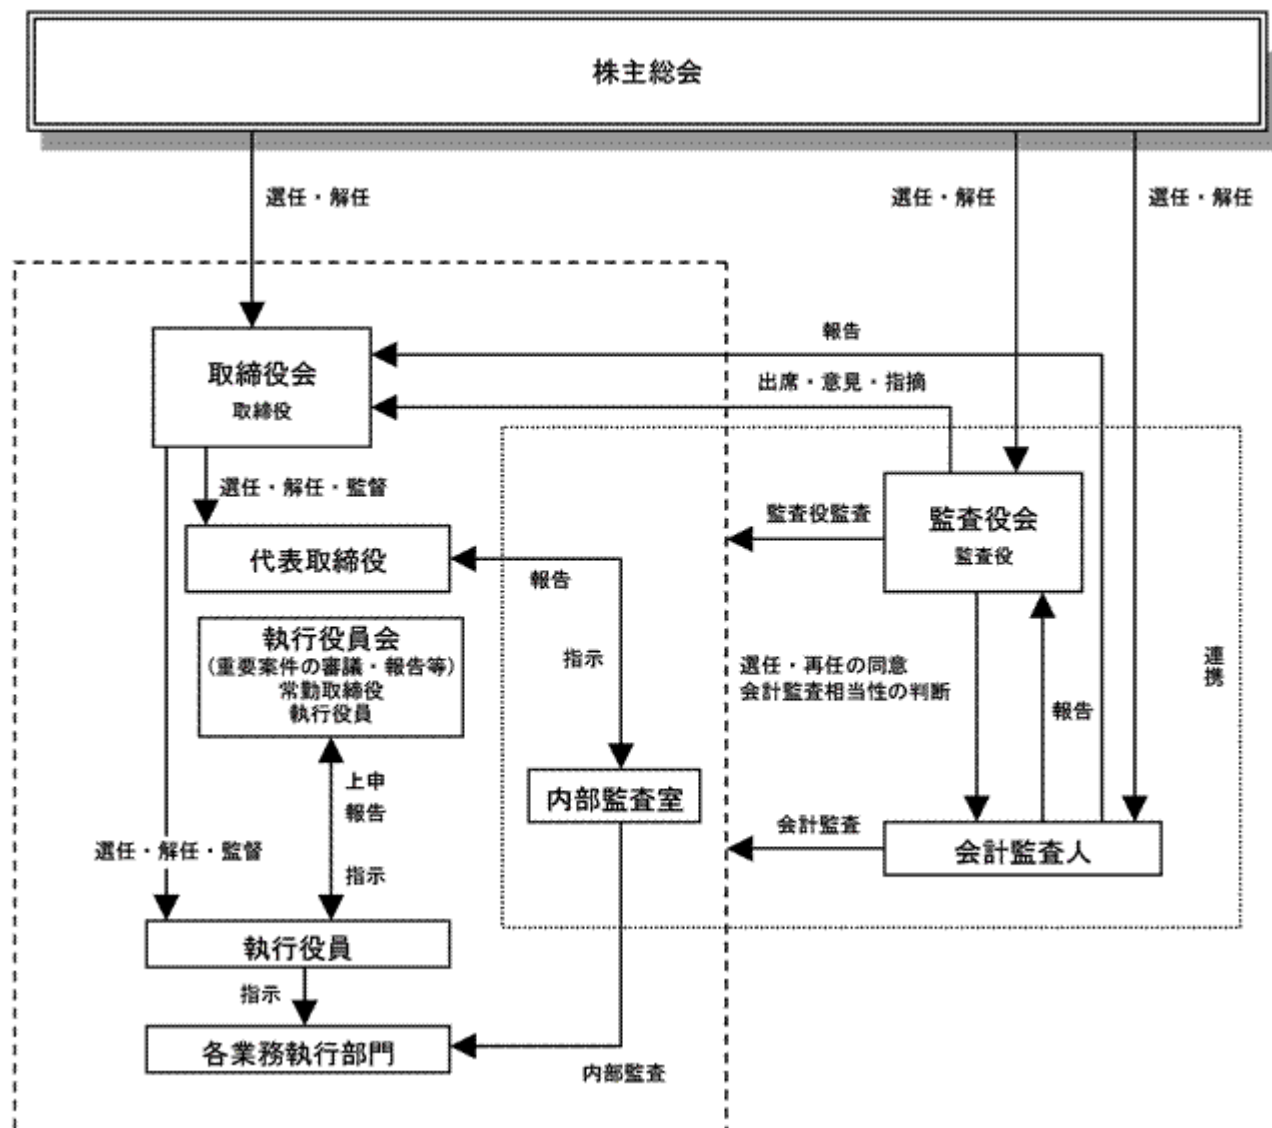 株主総会
選任・解任
選任・解任
選任・解任
報告
取締役会
取締役
出席・意見・指摘
選任・解任・監督
監査役監査
監査役会
監査役
代表取締役
報告
執行役員会
(重要案件の審議・報告等)
常勤取締役
執行役員
指示
選任・再任の同意
会計監査相当性の判断
連携
報告
上申
報告
内部監査室
会計監査
会計監査人
選任・解任・監督
指示
執行役員
指示
各業務執行部門
内部監査